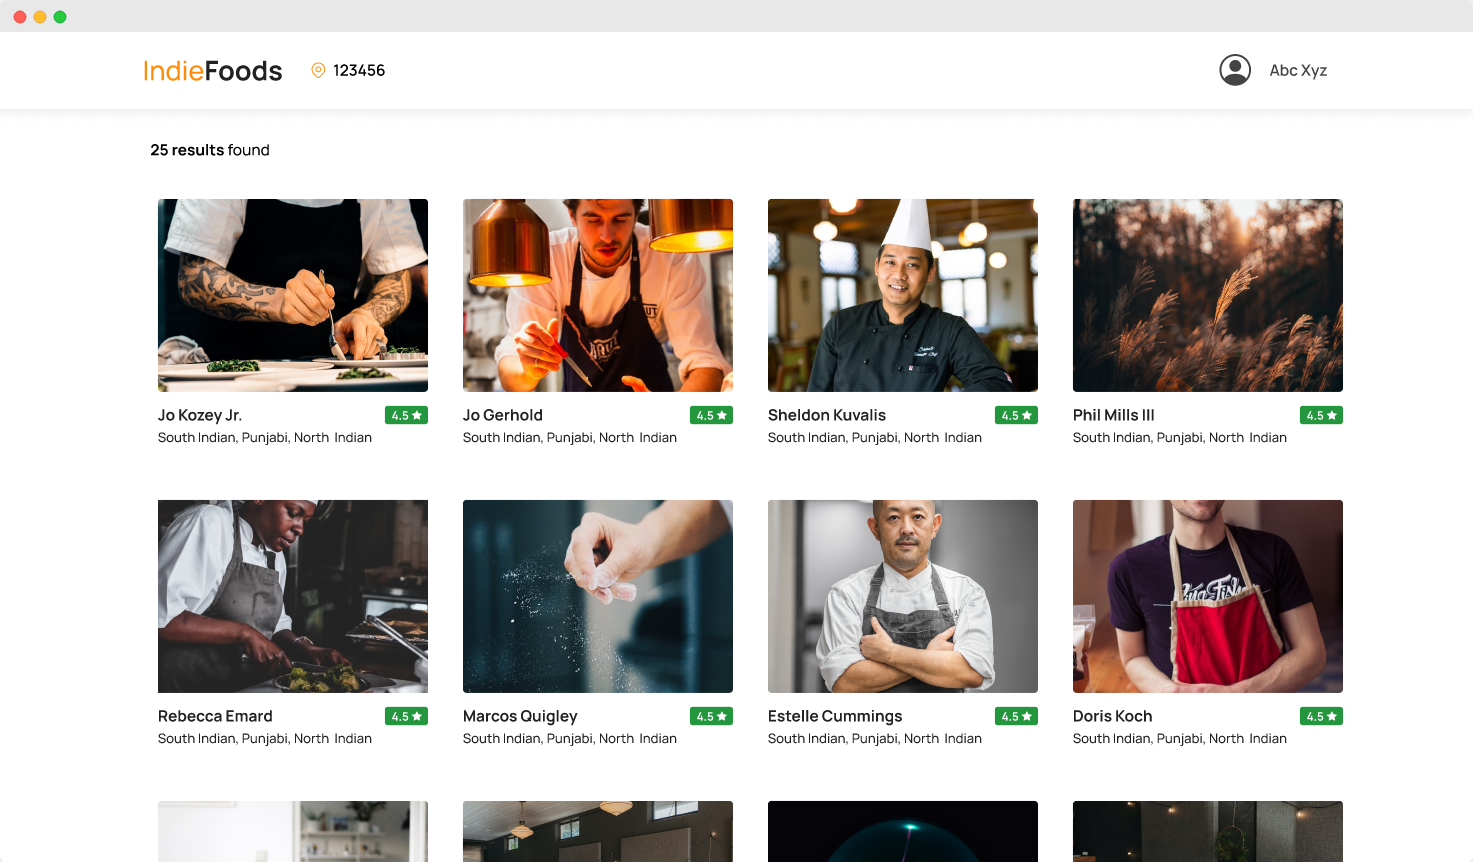 IndieFoods
123456
Abc Xyz
25 results found
Jo Kozey Jr.
4.5
South Indian, Punjabi, North Indian
Jo Gerhold
4.5
South Indian, Punjabi, North Indian
Sheldon Kuvalis
4.5
South Indian, Punjabi, North Indian
Phil Mills III
4.5
South Indian, Punjabi, North Indian
Rebecca Emard
4.5
South Indian, Punjabi, North Indian
Marcos Quigley
4.5
South Indian, Punjabi, North Indian
Estelle Cummings
4.5
South Indian, Punjabi, North Indian
Doris Koch
4.5
South Indian, Punjabi, North Indian